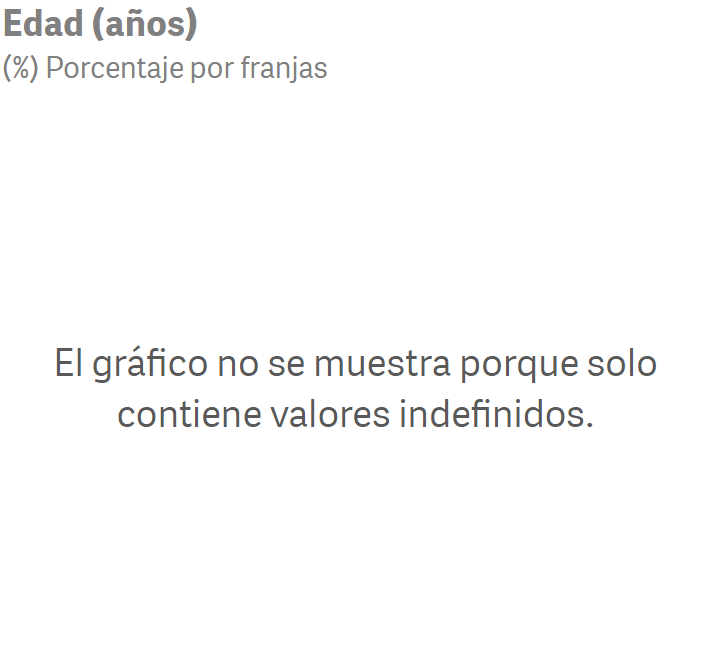 Edad (años)
(%) Porcentaje por franjas
El gráfico no se muestra porque solo
contiene valores indefinidos.